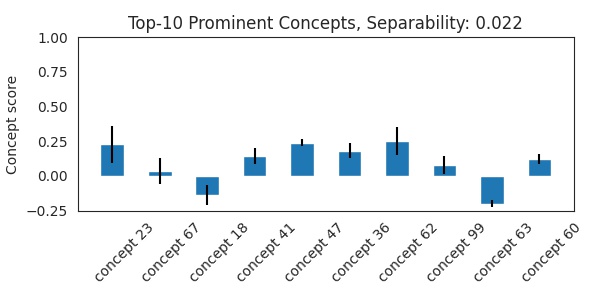 Top-10 Prominent Concepts, Separability: 0.022
Concept score
1.00
0.75
0.50
0.25
0.00
−0.25
concept 23
concept 67
concept 18
concept 41
concept 47
concept 36
concept 62
concept 99
concept 63
concept 60